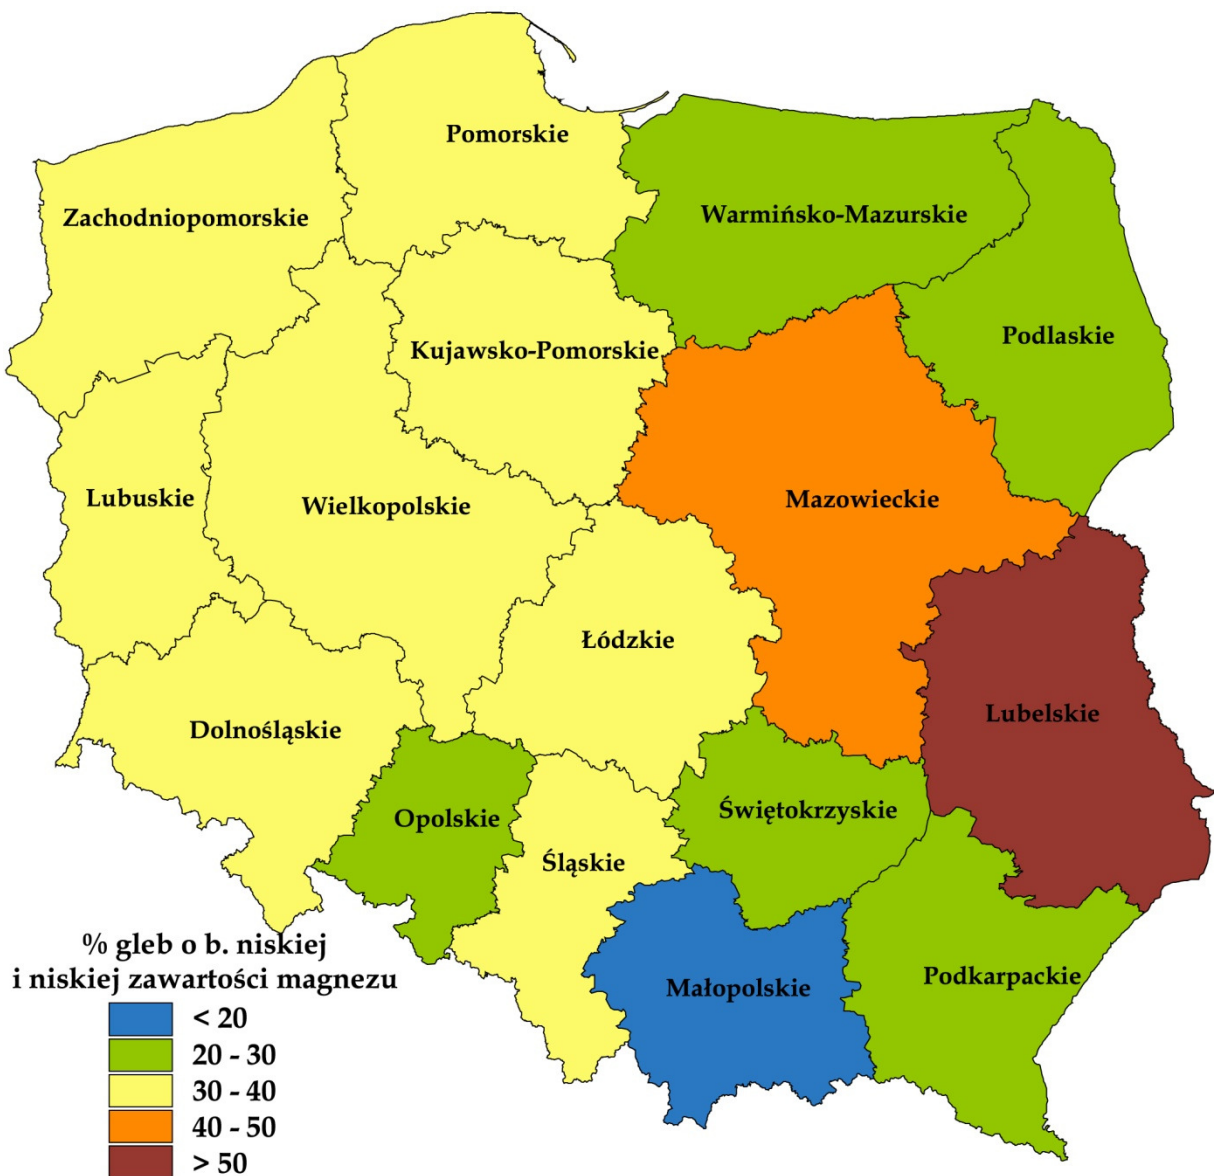 Pomorskie
Zachodniopomorskie
Warmińsko-Mazurskie
Podlaskie
Kujawsko-Pomorskie
Lubuskie
Wielkopolskie
Mazowieckie
Łódzkie
Lubelskie
Dolnośląskie
Opolskie
Świętokrzyskie
Śląskie
Małopolskie
Podkarpackie
% gleb o b. niskiej
i niskiej zawartości magnezu
< 20
20 - 30
30 - 40
40 - 50
> 50